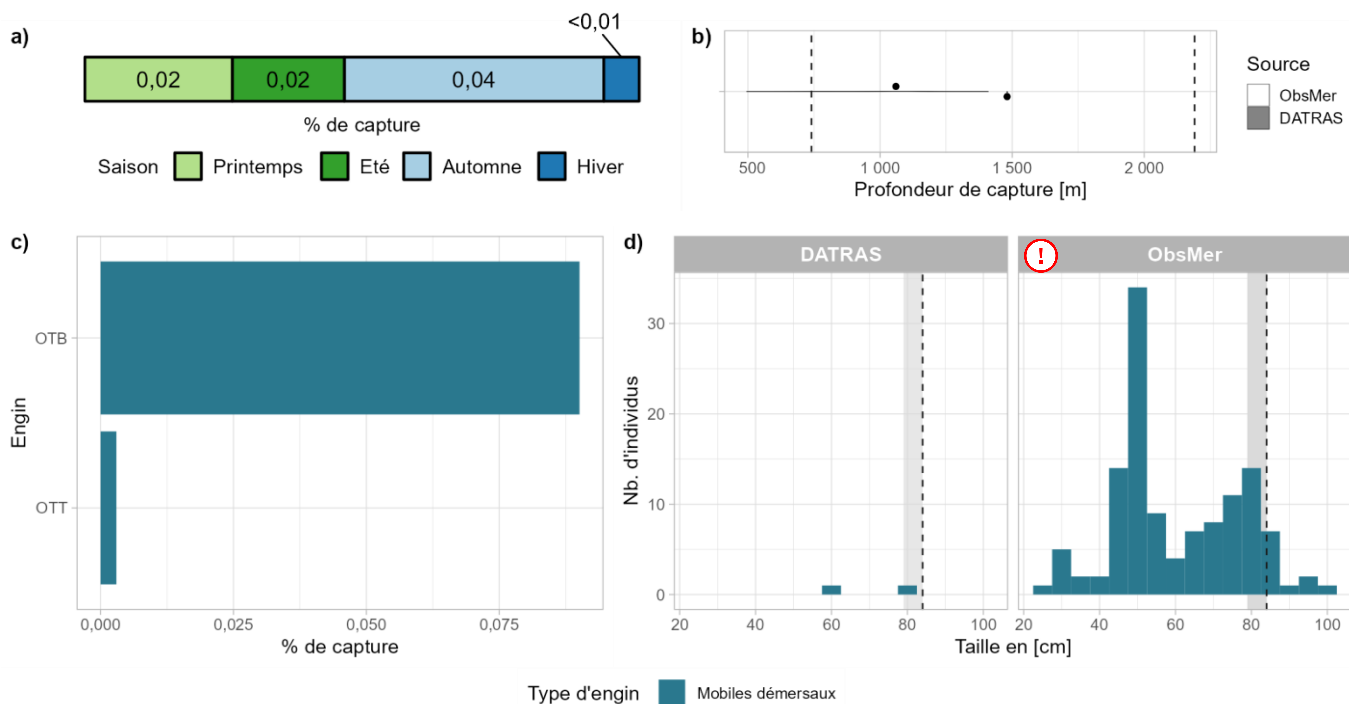 a)
<0,01
0,02 0,02 0,04
% de capture
Saison Printemps Eté Automne Hiver
b)
500 1 000 1 500 2 000
Profondeur de capture [m]
Source
ObsMer
DATRAS
c)
Engin
OTB
OTT
0,000 0,025 0,050 0,075
% de capture
d)
DATRAS ! ObsMer
Nb. d'individus
30
20
10
0
20 40 60 80 100 20 40 60 80 100
Taille en [cm]
Type d'engin Mobiles démersaux